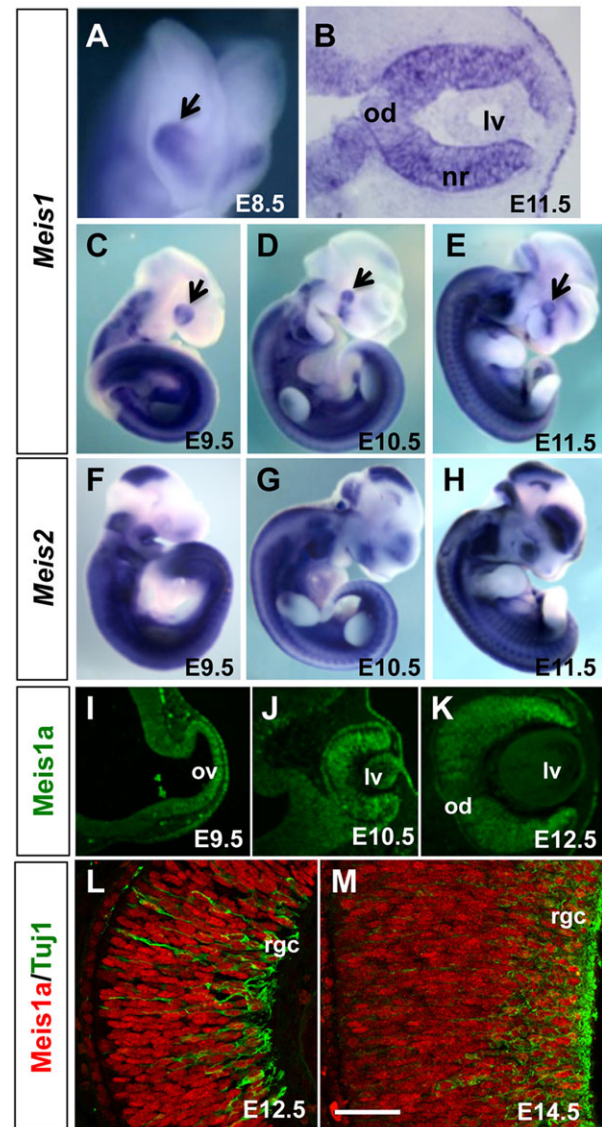 Meis1
A
E8.5
B
od
lv
nr
E11.5
C
E9.5
D
E10.5
E
E11.5
Meis2
F
E9.5
G
E10.5
H
E11.5
Meis1a
I
ov
E9.5
J
lv
E10.5
K
lv
od
E12.5
Meis1a/Tuj1
L
rgc
E12.5
M
rgc
E14.5